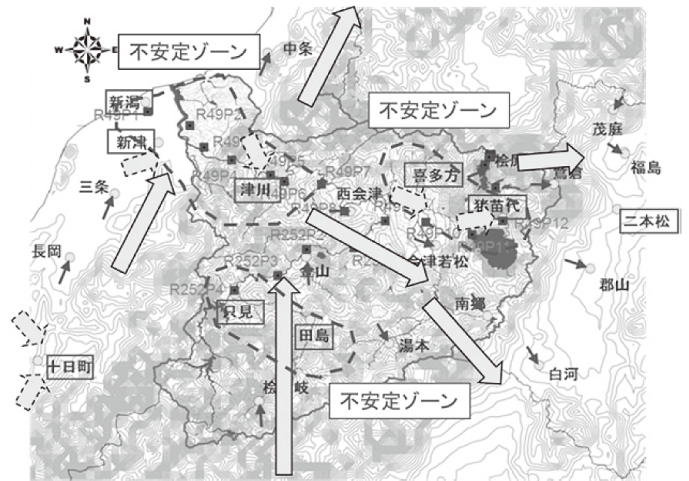 N
E
S
W
不安定ゾーン
中条
新潟
R49P1
R49P2
不安定ゾーン
新津
茂庭
福島
桧原
鷲倉
R49P4
R49P5
R49P7
喜多方
三条
津川
R49P6
西会津
猪苗代
R49P12
二本松
R252P2
長岡
R252P3
金山
会津若松
郡山
R252P4
只見
南郷
田島
湯本
十日町
白河
桧枝岐
不安定ゾーン